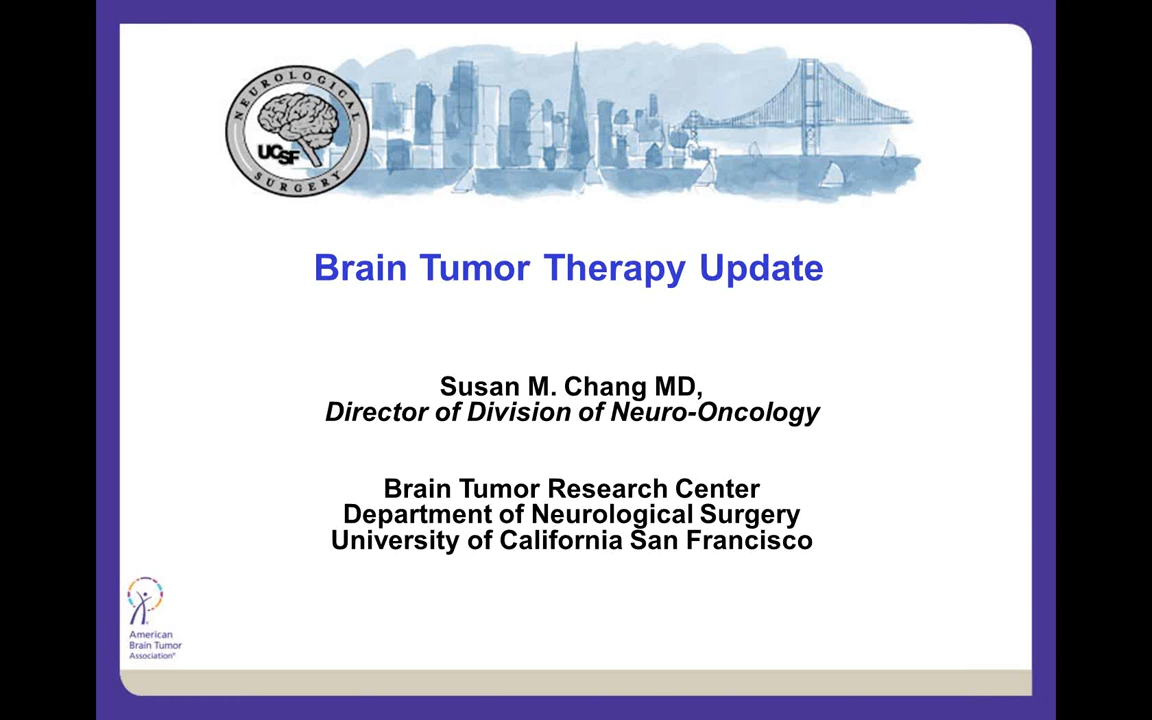 NEUROLOGICAL
UCSF
SURGERY
Brain Tumor Therapy Update
Susan M. Chang MD,
Director of Division of Neuro-Oncology
Brain Tumor Research Center
Department of Neurological Surgery
University of California San Francisco
American
Brain Tumor
Association®